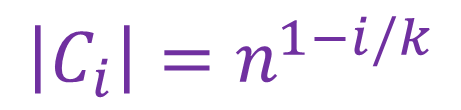 |C_i| = n^{1−i/k}